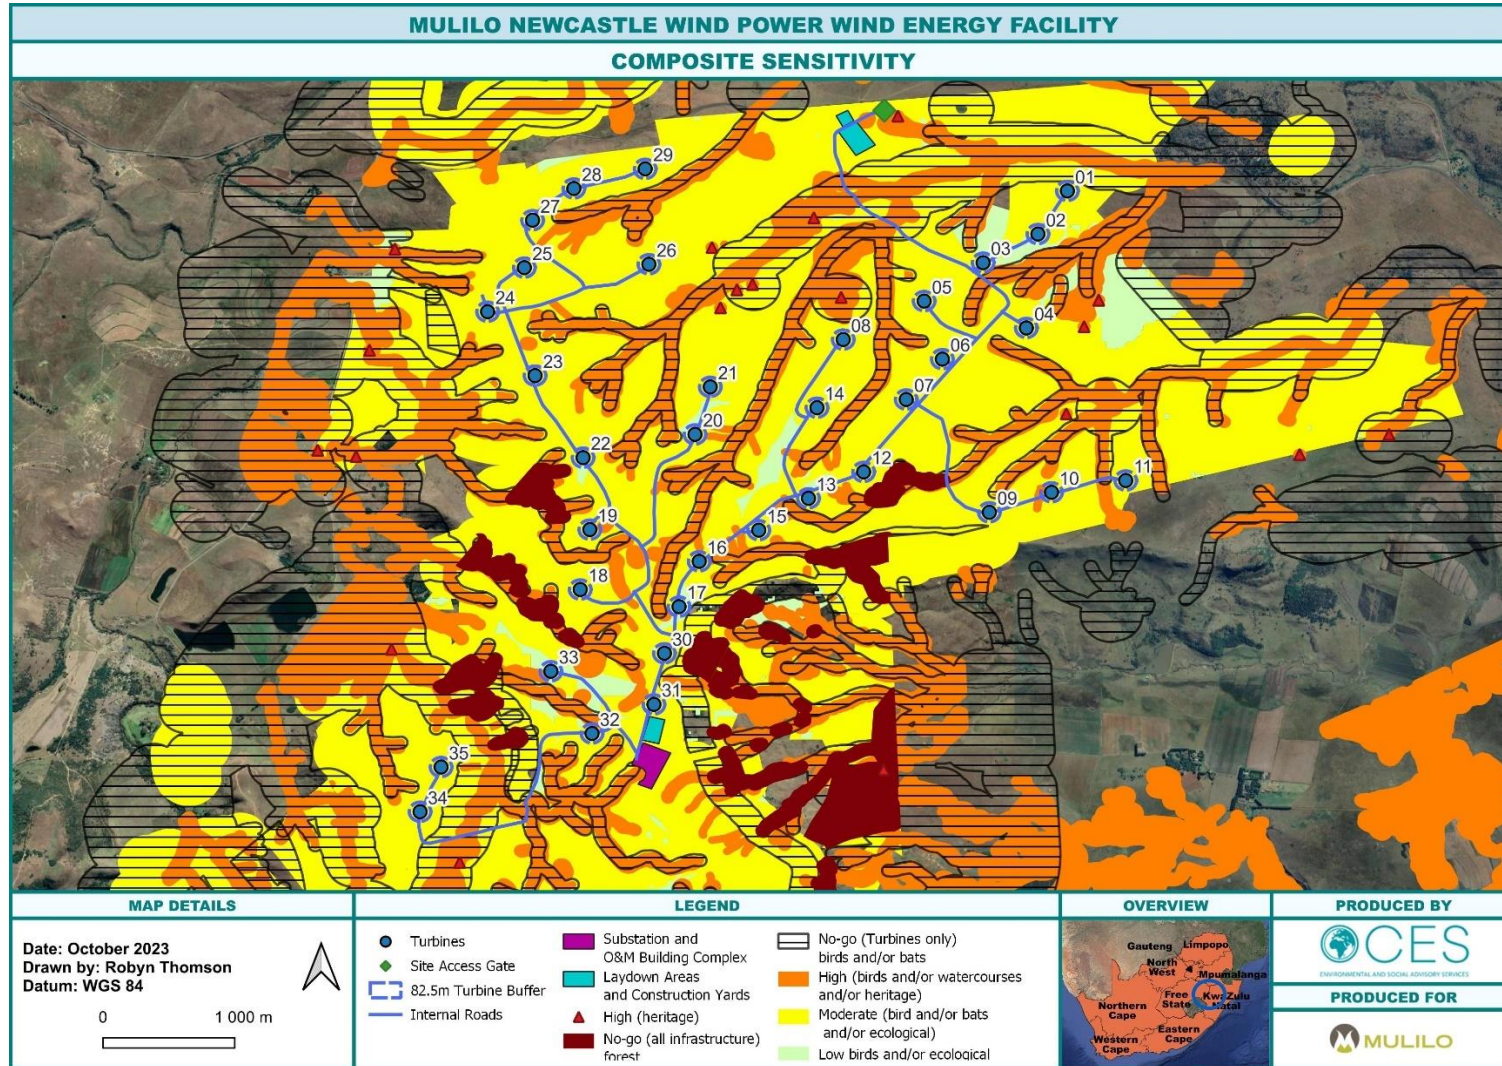 MULILO NEWCASTLE WIND POWER WIND ENERGY FACILITY
COMPOSITE SENSITIVITY
29
28
01
27
02
03
26
25
05
24
04
08
06
23
21
07
14
20
22
12
11
10
13
09
19
15
16
18
17
30
33
31
32
35
34
MAP DETAILS
Date: October 2023
Drawn by: Robyn Thomson
Datum: WGS 84
0 1 000 m
LEGEND
Turbines
Site Access Gate
82.5m Turbine Buffer
Internal Roads
Substation and
O&M Building Complex
Laydown Areas
and Construction Yards
High (heritage)
No-go (all infrastructure)
forest
No-go (Turbines only)
birds and/or bats
High (birds and/or watercourses
and/or heritage)
Moderate (bird and/or bats
and/or ecological)
Low birds and/or ecological
OVERVIEW
Gauteng
Limpopo
North
West
Mpumalanga
Free
State
KwaZulu
Natal
Northern
Cape
Eastern
Cape
Western
Cape
PRODUCED BY
CES
ENVIRONMENTAL AND SOCIAL ADVISORY SERVICES
PRODUCED FOR
MULILO